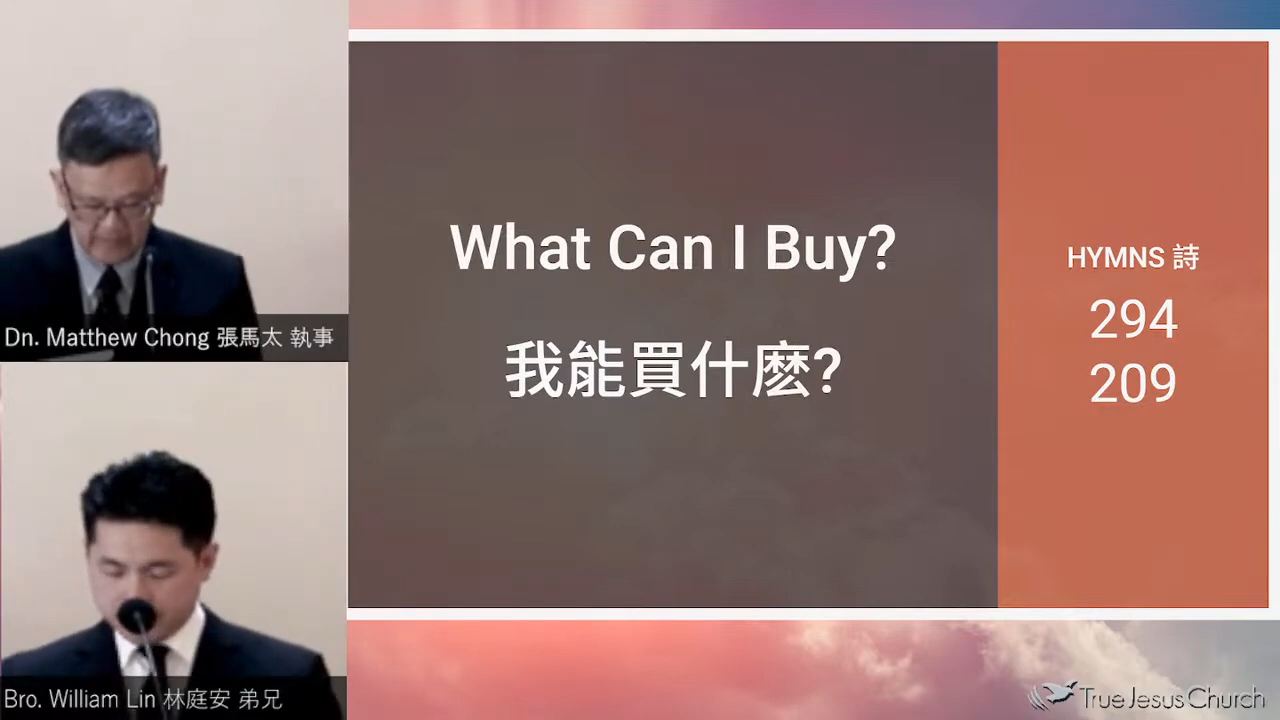 Dn. Matthew Chong 張馬太 執事
Bro. William Lin 林庭安 弟兄
What Can I Buy?
我能買什麽?
HYMNS 詩
294
209
True Jesus Church